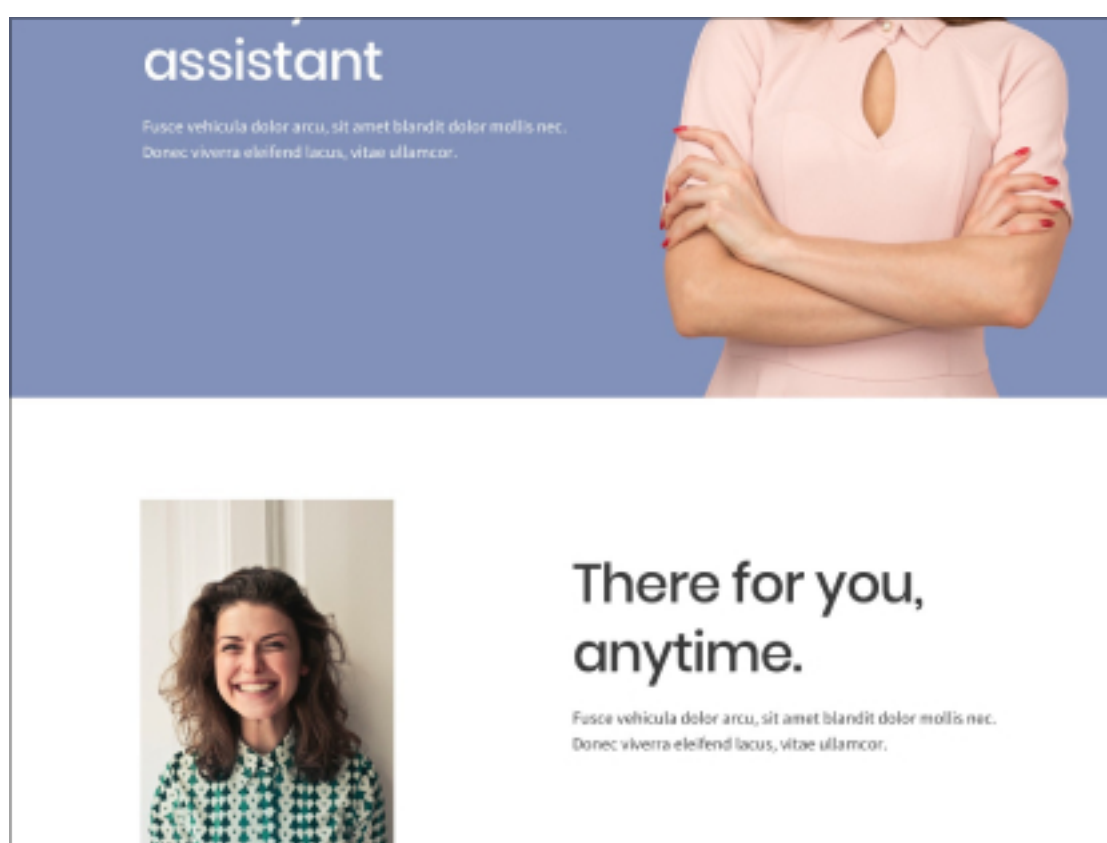 assistant
Fusce vehicula dolor arcu, sit amet blandit dolor mollis nec.
Donec viverra eleifend lacus, vitae ullamcor.
There for you,
anytime.
Fusce vehicula dolor arcu, sit amet blandit dolor mollis nec.
Donec viverra eleifend lacus, vitae ullamcor.